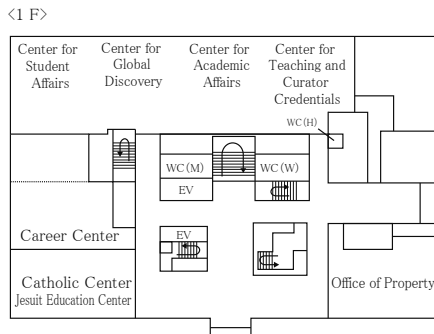 <1 F>
Center for
Student
Affairs
Center for
Global
Discovery
Center for
Academic
Affairs
Center for
Teaching and
Curator
Credentials
WC(H)
WC(M)
WC(W)
EV
Career Center
EV
Catholic Center
Jesuit Education Center
Office of Property